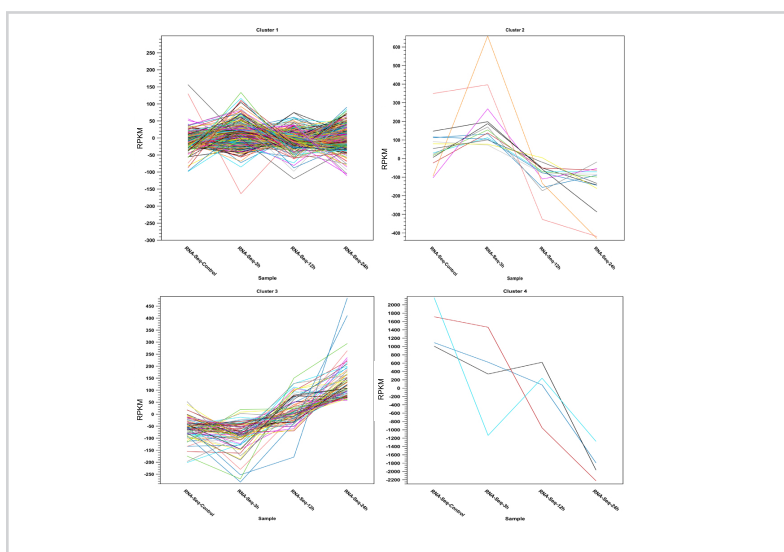 Cluster 1
RPKM
300
250
200
150
100
50
0
-50
-100
-150
-200
-250
-300
RNA-Seq-Control
RNA-Seq-3h
RNA-Seq-12h
RNA-Seq-24h
Sample
Cluster 2
RPKM
600
500
400
300
200
100
0
-100
-200
-300
-400
RNA-Seq-Control
RNA-Seq-3h
RNA-Seq-12h
RNA-Seq-24h
Sample
Cluster 3
RPKM
450
400
350
300
250
200
150
100
50
0
-50
-100
-150
-200
-250
RNA-Seq-Control
RNA-Seq-3h
RNA-Seq-12h
RNA-Seq-24h
Sample
Cluster 4
RPKM
2000
1800
1600
1400
1200
1000
800
600
400
200
0
-200
-400
-600
-800
-1000
-1200
-1400
-1600
-1800
-2000
-2200
RNA-Seq-Control
RNA-Seq-3h
RNA-Seq-12h
RNA-Seq-24h
Sample